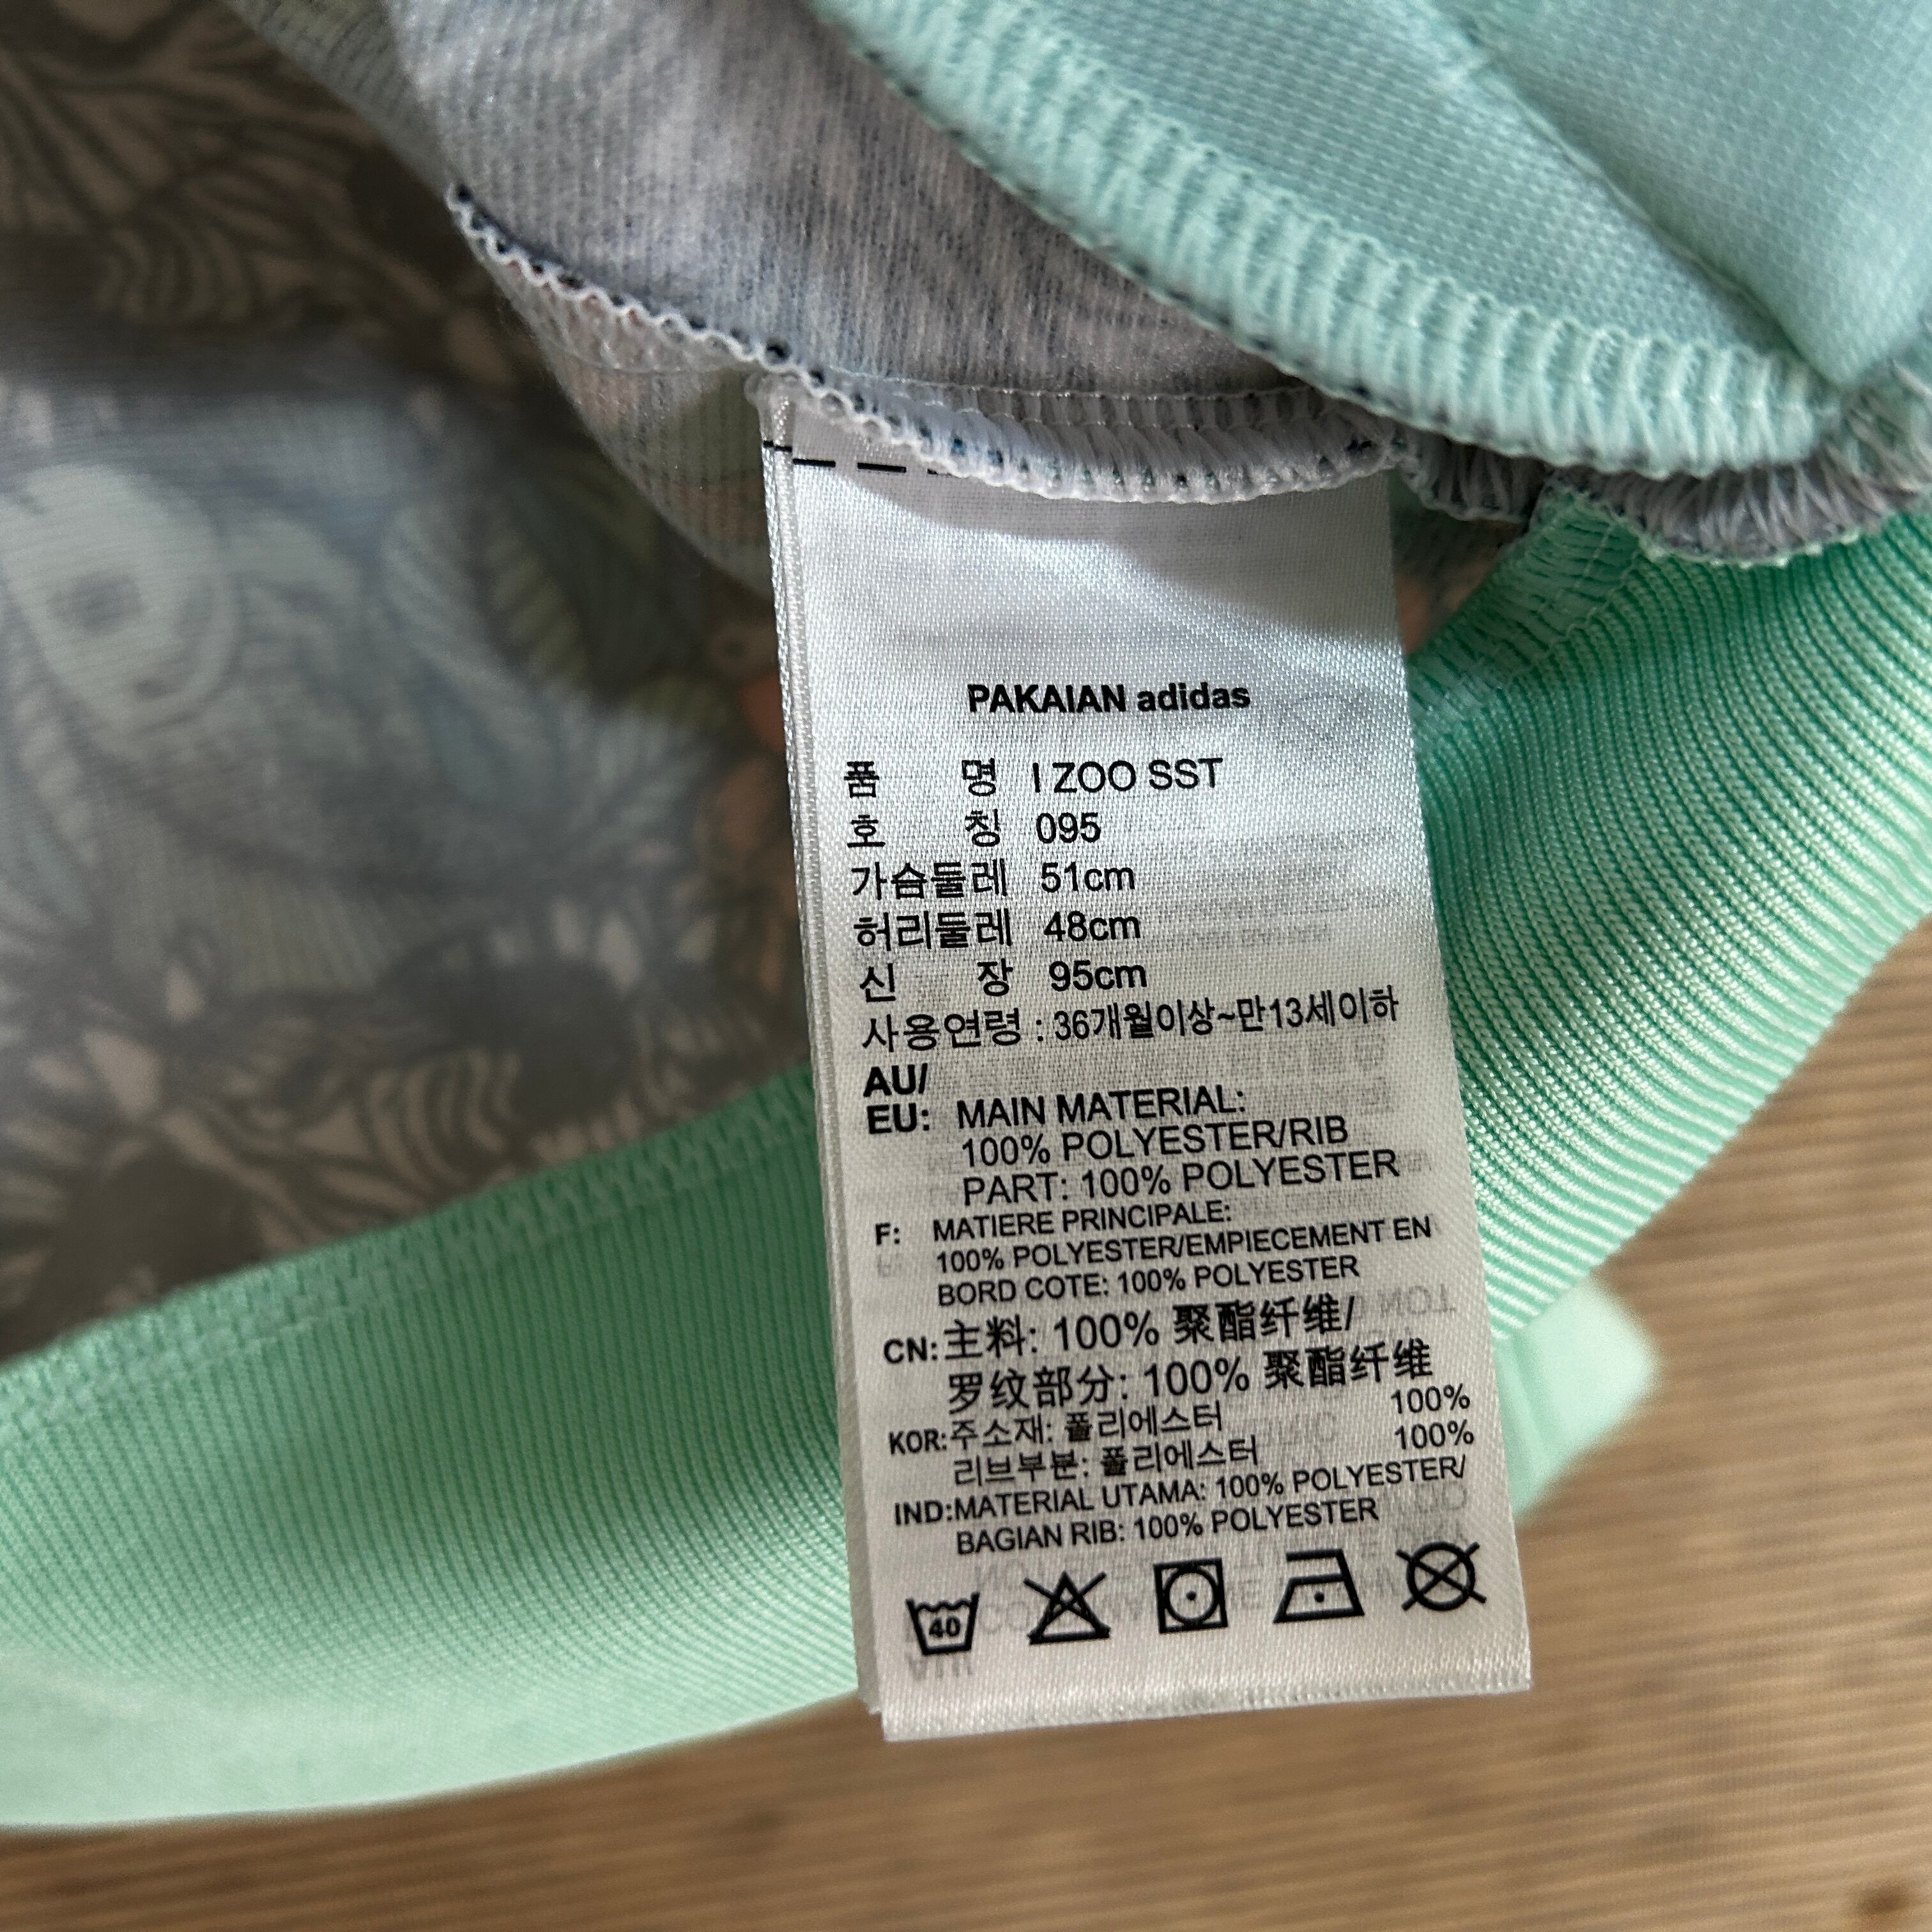 PAKAIAN adidas
품 명 I ZOO SST
호 칭 095
가슴둘레 51cm
허리둘레 48cm
신 장 95cm
사용연령 : 36개월이상~만13세이하
AU/
EU: MAIN MATERIAL:
100% POLYESTER/RIB
PART: 100% POLYESTER
F: MATIERE PRINCIPALE:
100% POLYESTER/EMPIECEMENT EN
BORD COTE: 100% POLYESTER
CN: 主料: 100% 聚酯纤维/
罗纹部分: 100% 聚酯纤维
KOR: 주소재: 폴리에스터 100%
리브부분: 폴리에스터 100%
IND: MATERIAL UTAMA: 100% POLYESTER/
BAGIAN RIB: 100% POLYESTER
40